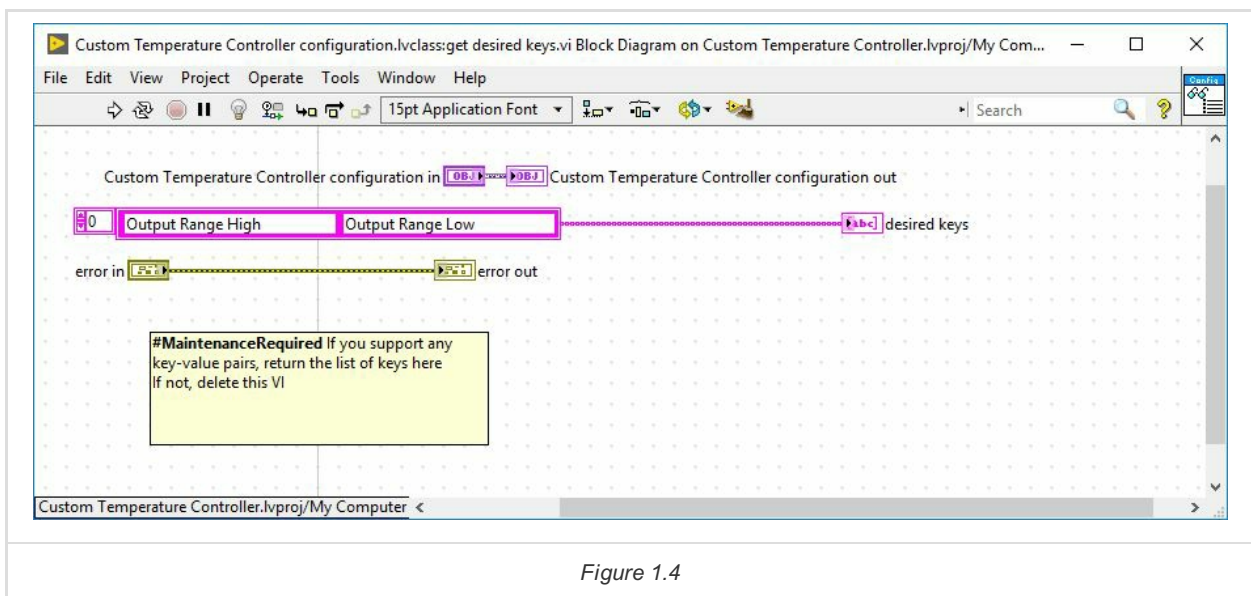 Custom Temperature Controller configuration.lvclass:get desired keys.vi Block Diagram on Custom Temperature Controller.lvproj/My Com...
File Edit View Project Operate Tools Window Help
Config
15pt Application Font
Search
Custom Temperature Controller configuration in OBJ OBJ Custom Temperature Controller configuration out
0 Output Range High Output Range Low abc desired keys
error in error out
#MaintenanceRequired If you support any
key-value pairs, return the list of keys here
If not, delete this VI
Custom Temperature Controller.lvproj/My Computer
Figure 1.4